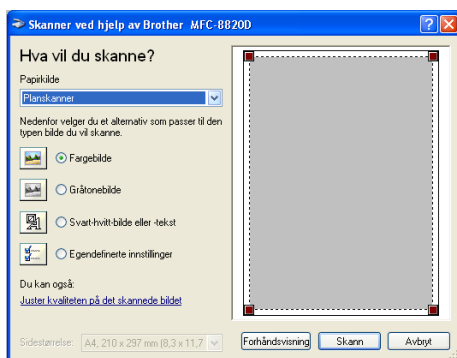 Skanner ved hjelp av Brother MFC-8820D
Hva vil du skanne?
Papirkilde
Planskanner
Nedenfor velger du et alternativ som passer til den
typen bilde du vil skanne.
Fargebilde
Gråtonebilde
Svart-hvitt-bilde eller -tekst
Egendefinerte innstillinger
Du kan også:
Juster kvaliteten på det skannede bildet
Sidestørrelse: A4, 210 x 297 mm (8,3 x 11,7
Forhåndsvisning Skann Avbryt